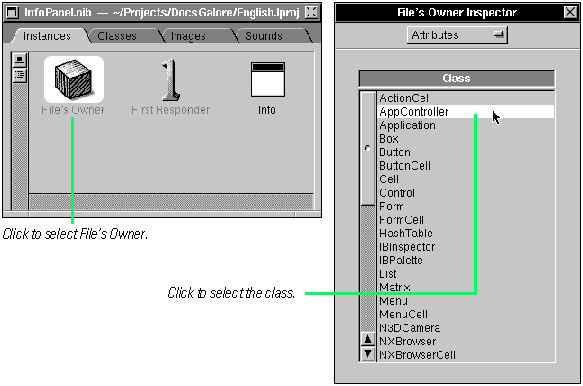 InfoPanel.nib — ~/Projects/DocsGalore/English.lproj
Instances Classes Images Sounds
File's Owner First Responder Info
Click to select File's Owner.
File's Owner Inspector
Attributes
Class
ActionCell
AppController
Application
Box
Button
ButtonCell
Cell
Control
Form
FormCell
HashTable
IBInspector
IBPalette
List
Matrix
Menu
MenuCell
N3DCamera
NXBrowser
NXBrowserCell
Click to select the class.